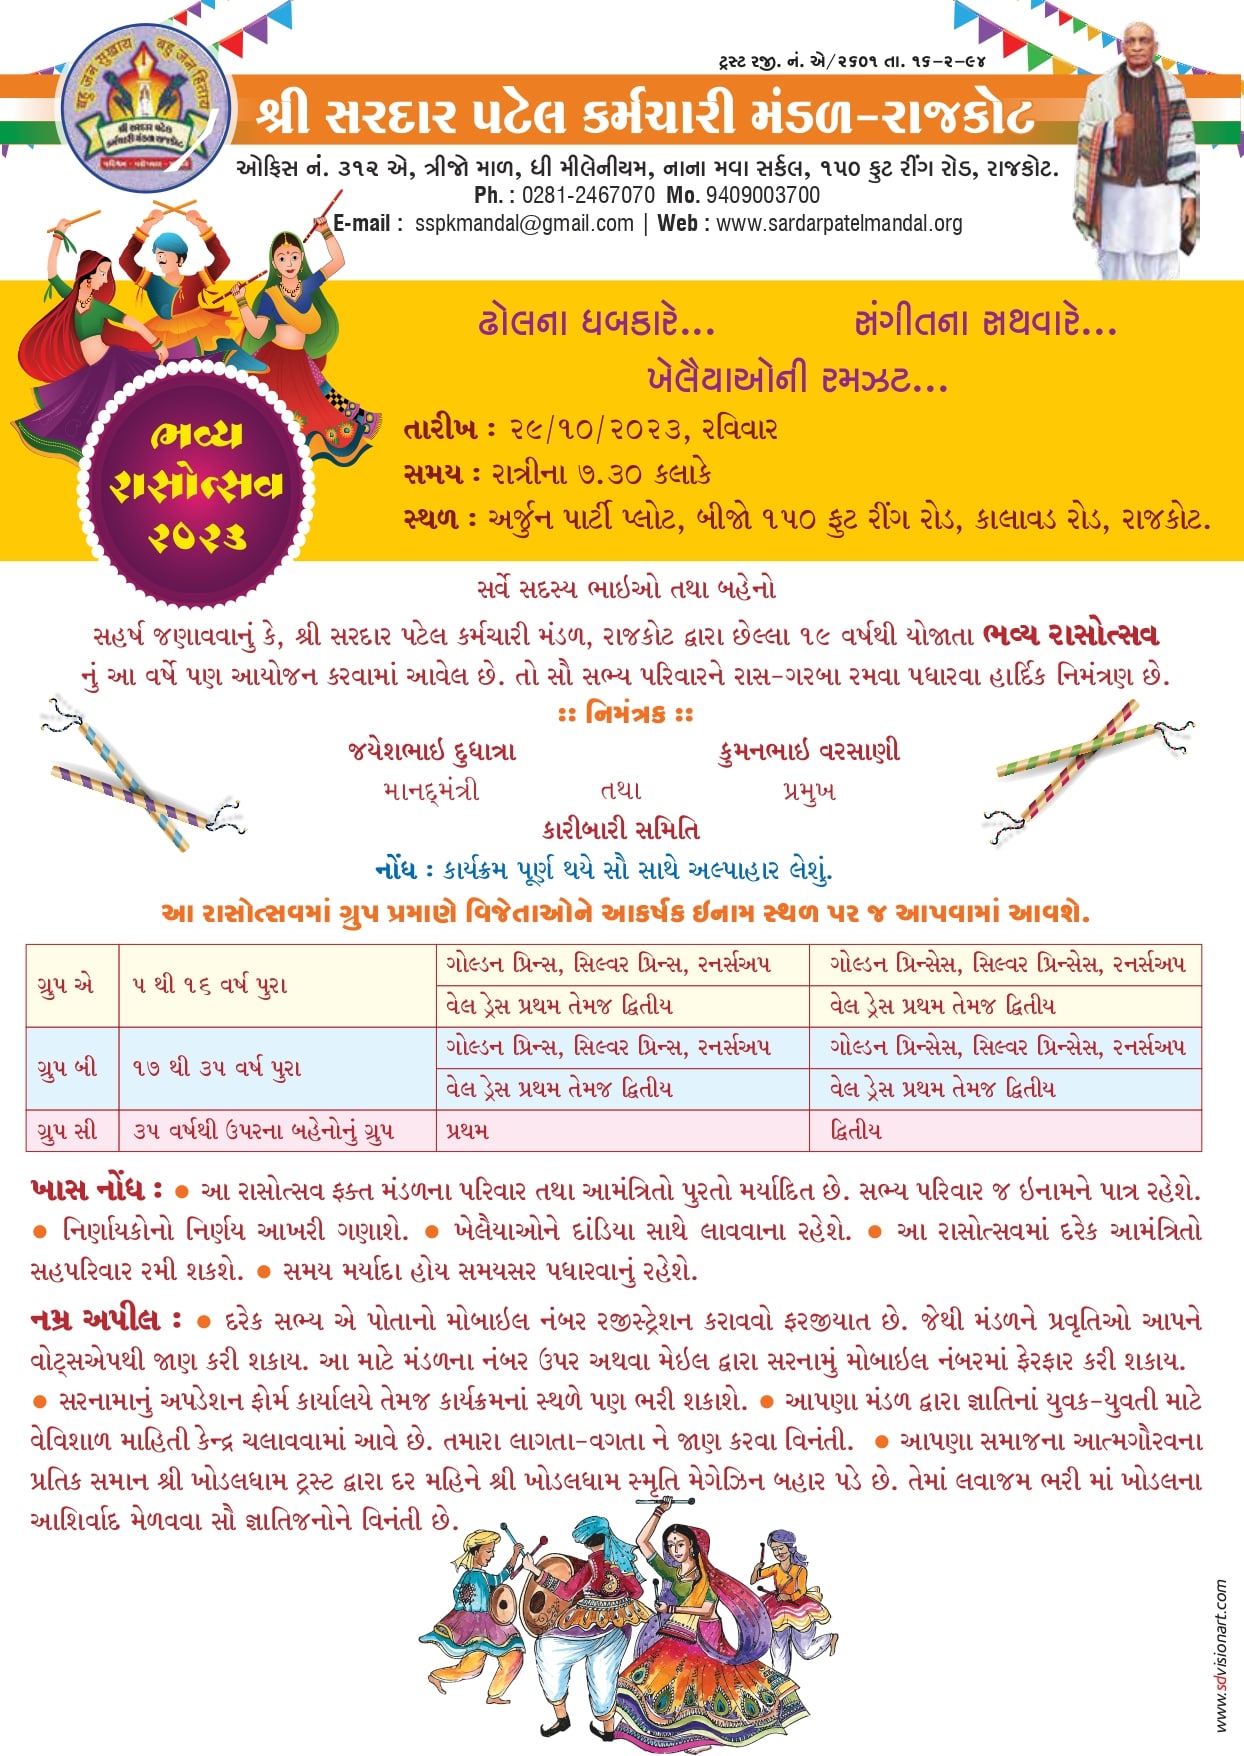 ટ્રસ્ટ રજી. નં. એ/૨૬૦૧ તા. ૧૬-૨-૯૪
બહુ જન સુખાય બહુ જન હિતાય
શ્રી સરદાર પટેલ
કર્મચારી મંડળ રાજકોટ
શ્રી સરદાર પટેલ કર્મચારી મંડળ-રાજકોટ
ઓફિસ નં. ૩૧૨ એ, ત્રીજો માળ, ધી મીલેનીયમ, નાના મવા સર્કલ, ૧૫૦ ફુટ રીંગ રોડ, રાજકોટ.
Ph. : 0281-2467070 Mo. 9409003700
E-mail : sspkmandal@gmail.com | Web : www.sardarpatelmandal.org
ઢોલના ધબકારે... સંગીતના સથવારે...
ખેલૈયાઓની રમઝટ...
ભવ્ય
રાસોત્સવ
૨૦૨૩
તારીખ : ૨૯/૧૦/૨૦૨૩, રવિવાર
સમય : રાત્રીના ૭.૩૦ કલાકે
સ્થળ : અર્જુન પાર્ટી પ્લોટ, બીજો ૧૫૦ ફુટ રીંગ રોડ, કાલાવડ રોડ, રાજકોટ.
સર્વે સદસ્ય ભાઇઓ તથા બહેનો
સહર્ષ જણાવવાનું કે, શ્રી સરદાર પટેલ કર્મચારી મંડળ, રાજકોટ દ્વારા છેલ્લા ૧૯ વર્ષથી યોજાતા ભવ્ય રાસોત્સવ
નું આ વર્ષે પણ આયોજન કરવામાં આવેલ છે. તો સૌ સભ્ય પરિવારને રાસ-ગરબા રમવા પધારવા હાર્દિક નિમંત્રણ છે.
:: નિમંત્રક ::
જયેશભાઇ દુધાત્રા કુમનભાઇ વરસાણી
માનદ્મંત્રી તથા પ્રમુખ
કારીબારી સમિતિ
નોંધ : કાર્યક્રમ પૂર્ણ થયે સૌ સાથે અલ્પાહાર લેશું.
આ રાસોત્સવમાં ગ્રુપ પ્રમાણે વિજેતાઓને આકર્ષક ઇનામ સ્થળ પર જ આપવામાં આવશે.
ગ્રુપ એ ૫ થી ૧૬ વર્ષ પુરા ગોલ્ડન પ્રિન્સ, સિલ્વર પ્રિન્સ, રનર્સઅપ ગોલ્ડન પ્રિન્સેસ, સિલ્વર પ્રિન્સેસ, રનર્સઅપ
વેલ ડ્રેસ પ્રથમ તેમજ દ્વિતીય વેલ ડ્રેસ પ્રથમ તેમજ દ્વિતીય
ગ્રુપ બી ૧૭ થી ૩૫ વર્ષ પુરા ગોલ્ડન પ્રિન્સ, સિલ્વર પ્રિન્સ, રનર્સઅપ ગોલ્ડન પ્રિન્સેસ, સિલ્વર પ્રિન્સેસ, રનર્સઅપ
વેલ ડ્રેસ પ્રથમ તેમજ દ્વિતીય વેલ ડ્રેસ પ્રથમ તેમજ દ્વિતીય
ગ્રુપ સી ૩૫ વર્ષથી ઉપરના બહેનોનું ગ્રુપ પ્રથમ દ્વિતીય
ખાસ નોંધ : ● આ રાસોત્સવ ફક્ત મંડળના પરિવાર તથા આમંત્રિતો પુરતો મર્યાદિત છે. સભ્ય પરિવાર જ ઇનામને પાત્ર રહેશે.
● નિર્ણાયકોનો નિર્ણય આખરી ગણાશે. ● ખેલૈયાઓને દાંડિયા સાથે લાવવાના રહેશે. ● આ રાસોત્સવમાં દરેક આમંત્રિતો
સહપરિવાર રમી શકશે. ● સમય મર્યાદા હોય સમયસર પધારવાનું રહેશે.
નમ્ર અપીલ : ● દરેક સભ્ય એ પોતાનો મોબાઇલ નંબર રજીસ્ટ્રેશન કરાવવો ફરજીયાત છે. જેથી મંડળને પ્રવૃતિઓ આપને
વોટ્સએપથી જાણ કરી શકાય. આ માટે મંડળના નંબર ઉપર અથવા મેઇલ દ્વારા સરનામું મોબાઇલ નંબરમાં ફેરફાર કરી શકાય.
● સરનામાનું અપડેશન ફોર્મ કાર્યાલયે તેમજ કાર્યક્રમનાં સ્થળે પણ ભરી શકાશે. ● આપણા મંડળ દ્વારા જ્ઞાતિનાં યુવક-યુવતી માટે
વેવિશાળ માહિતી કેન્દ્ર ચલાવવામાં આવે છે. તમારા લાગતા-વગતા ને જાણ કરવા વિનંતી. ● આપણા સમાજના આત્મગૌરવના
પ્રતિક સમાન શ્રી ખોડલધામ ટ્રસ્ટ દ્વારા દર મહિને શ્રી ખોડલધામ સ્મૃતિ મેગેઝિન બહાર પડે છે. તેમાં લવાજમ ભરી માં ખોડલના
આશિર્વાદ મેળવવા સૌ જ્ઞાતિજનોને વિનંતી છે.
www.sdvisionart.com